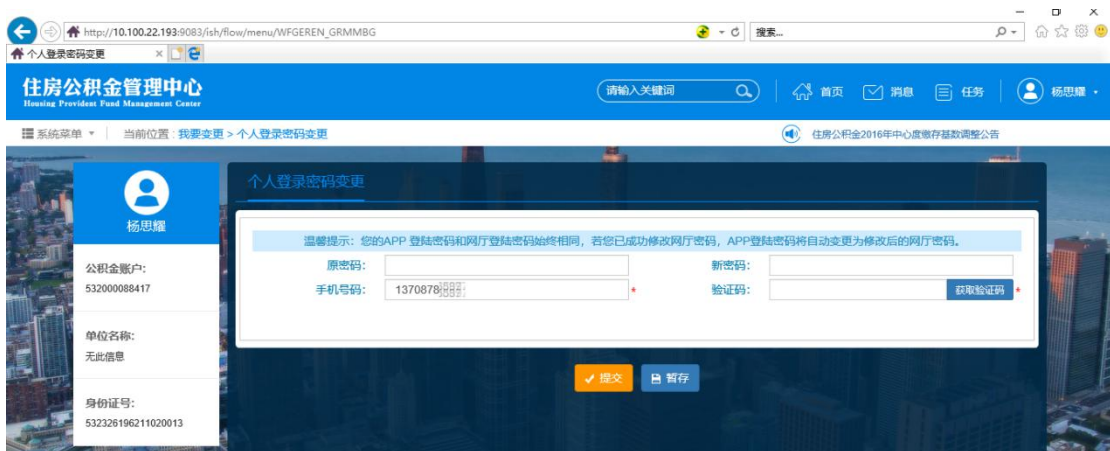 http://10.100.22.193:9083/ish/flow/menu/WFGEREN_GRMMBG
搜索...
个人登录密码变更
住房公积金管理中心
Housing Provident Fund Management Center
请输入关键词
首页
消息
任务
杨思耀
系统菜单
当前位置:我要变更 > 个人登录密码变更
住房公积金2016年中心度缴存基数调整公告
杨思耀
公积金账户:
532000088417
单位名称:
无此信息
身份证号:
532326196211020013
个人登录密码变更
温馨提示:您的APP 登陆密码和网厅登陆密码始终相同,若您已成功修改网厅密码,APP登陆密码将自动变更为修改后的网厅密码。
原密码:
新密码:
手机号码: 1370878 *
验证码: 获取验证码 *
提交
暂存